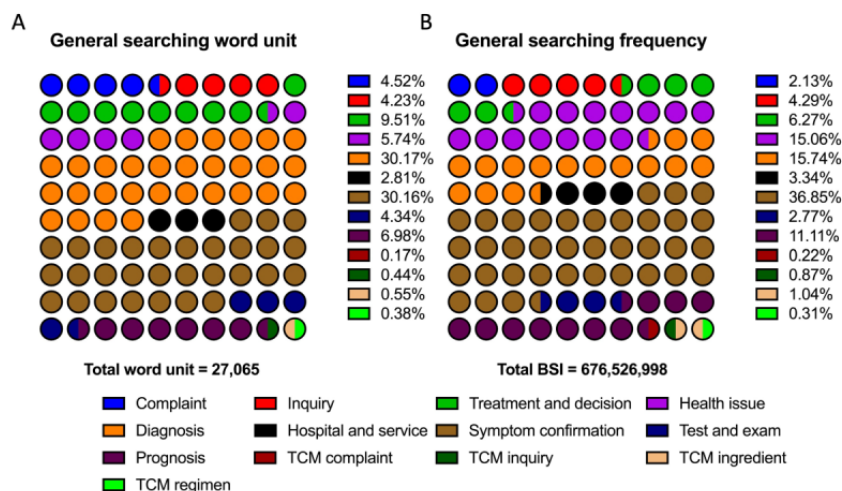 A
B
General searching word unit
General searching frequency
4.52%
4.23%
9.51%
5.74%
30.17%
2.81%
30.16%
4.34%
6.98%
0.17%
0.44%
0.55%
0.38%
2.13%
4.29%
6.27%
15.06%
15.74%
3.34%
36.85%
2.77%
11.11%
0.22%
0.87%
1.04%
0.31%
Total word unit = 27,065
Total BSI = 676,526,998
Complaint
Inquiry
Treatment and decision
Health issue
Diagnosis
Hospital and service
Symptom confirmation
Test and exam
Prognosis
TCM complaint
TCM inquiry
TCM ingredient
TCM regimen